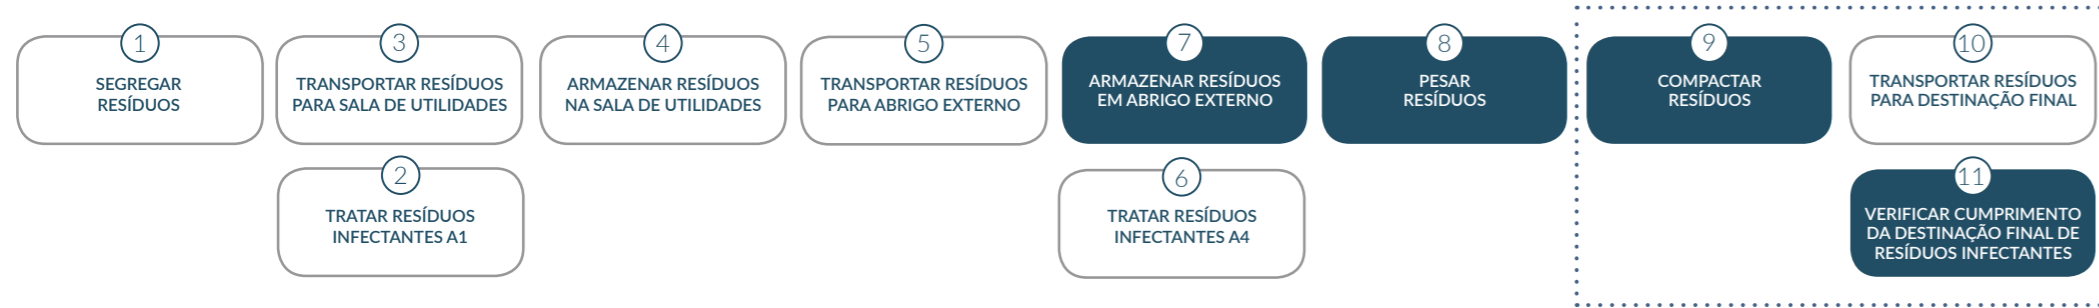 1
SEGREGAR
RESÍDUOS
3
TRANSPORTAR RESÍDUOS
PARA SALA DE UTILIDADES
4
ARMAZENAR RESÍDUOS
NA SALA DE UTILIDADES
5
TRANSPORTAR RESÍDUOS
PARA ABRIGO EXTERNO
7
ARMAZENAR RESÍDUOS
EM ABRIGO EXTERNO
8
PESAR
RESÍDUOS
9
COMPACTAR
RESÍDUOS
10
TRANSPORTAR RESÍDUOS
PARA DESTINAÇÃO FINAL
2
TRATAR RESÍDUOS
INFECTANTES A1
6
TRATAR RESÍDUOS
INFECTANTES A4
11
VERIFICAR CUMPRIMENTO
DA DESTINAÇÃO FINAL DE
RESÍDUOS INFECTANTES